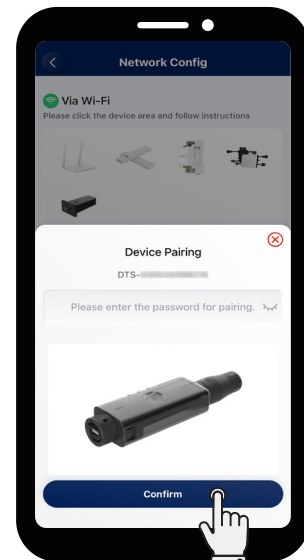 Network Config
Via Wi-Fi
Please click the device area and follow instructions
Device Pairing
DTS-
Please enter the password for pairing.
Confirm